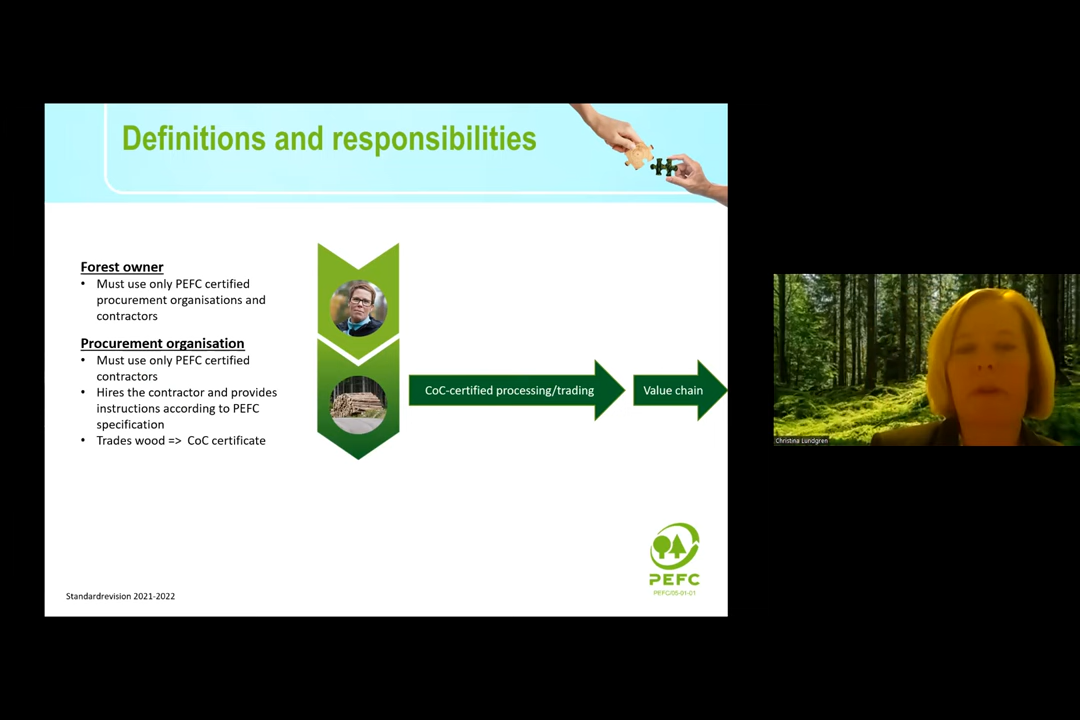 Definitions and responsibilities
Forest owner
• Must use only PEFC certified
procurement organisations and
contractors
Procurement organisation
• Must use only PEFC certified
contractors
• Hires the contractor and provides
instructions according to PEFC
specification
• Trades wood => CoC certificate
CoC-certified processing/trading
Value chain
Christina Lundgren
PEFC
PEFC/05-01-01
Standardrevision 2021-2022